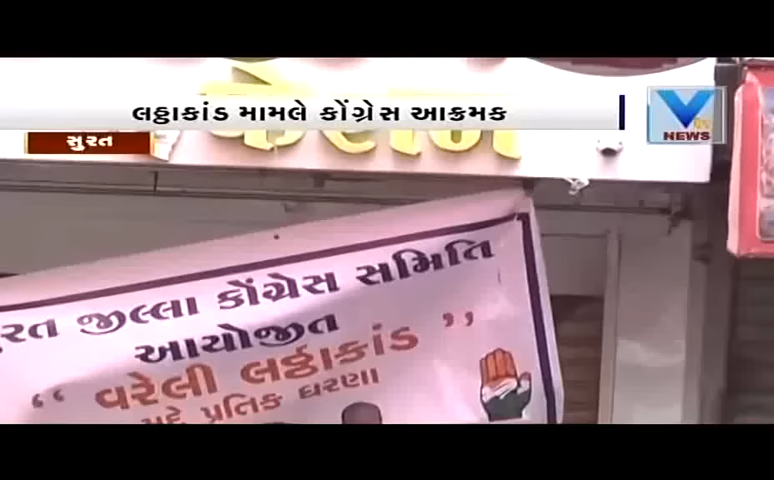 લઠ્ઠાકાંડ મામલે કોંગ્રેસ આક્રમક
NEWS
સુરત
જીલ્લા કોંગ્રેસ સમિતિ
આયોજીત
“ વરેલી લઠ્ઠાકાંડ ”
પ્રતિક ધરણા